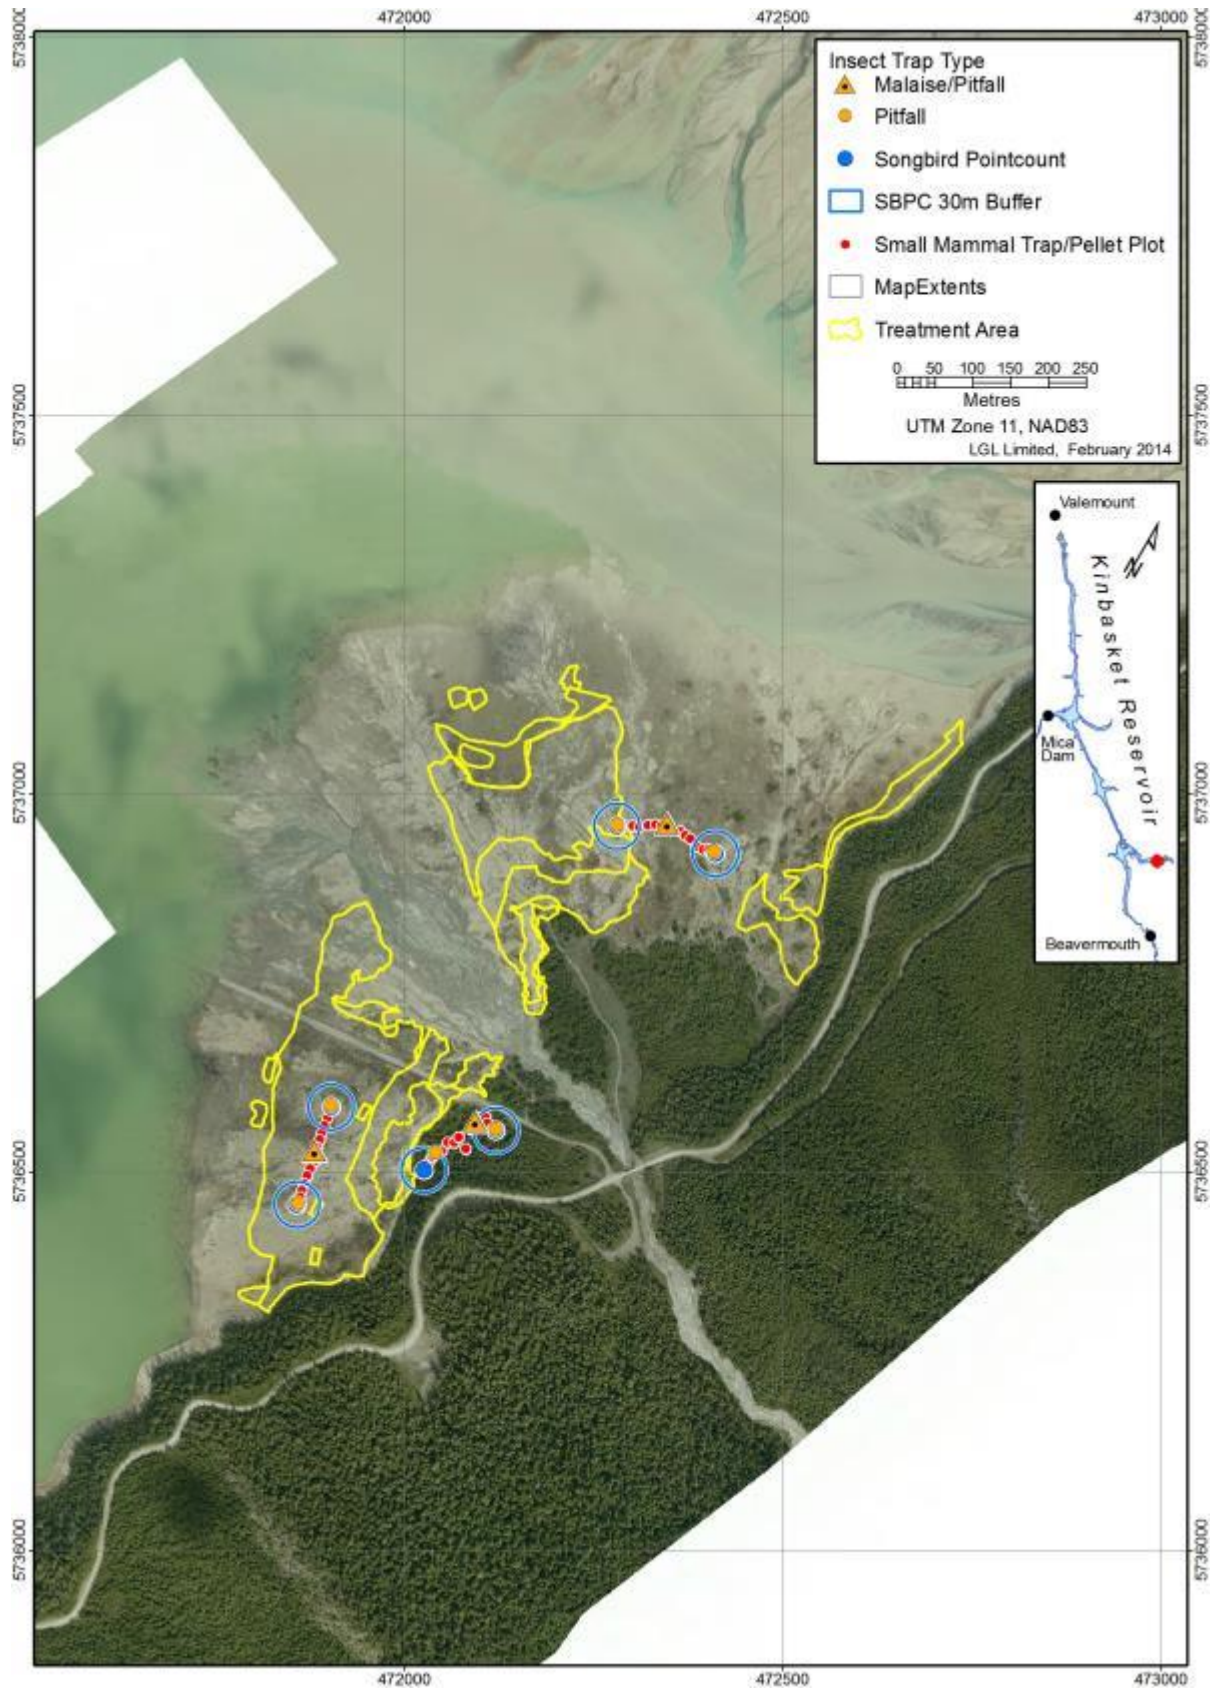 472000 472500 473000
5738000 5738000
Insect Trap Type
Malaise/Pitfall
Pitfall
Songbird Pointcount
SBPC 30m Buffer
Small Mammal Trap/Pellet Plot
MapExtents
Treatment Area
0 50 100 150 200 250
Metres
UTM Zone 11, NAD83
LGL Limited, February 2014
5737500 5737500
Valemount
N
Kinbasket Reservoir
Mica
Dam
Beavermouth
5737000 5737000
5736500 5736500
5736000 5736000
472000 472500 473000